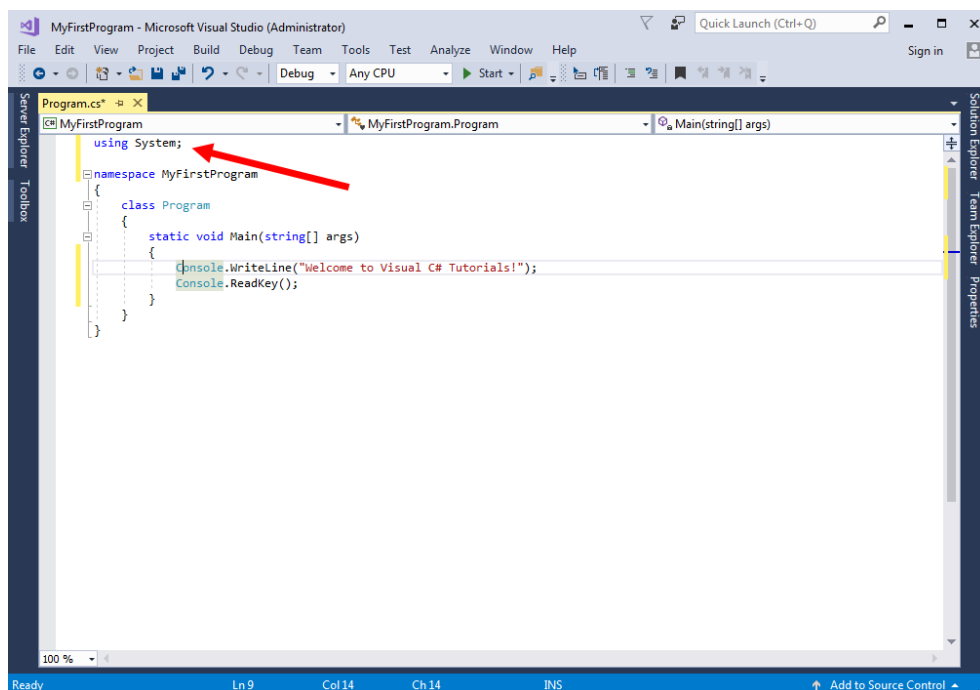 MyFirstProgram - Microsoft Visual Studio (Administrator)
Quick Launch (Ctrl+Q)
File Edit View Project Build Debug Team Tools Test Analyze Window Help
Sign in
Debug Any CPU Start
Server Explorer
Toolbox
Program.cs*
C# MyFirstProgram MyFirstProgram.Program Main(string[] args)
using System;
namespace MyFirstProgram
{
class Program
{
static void Main(string[] args)
{
Console.WriteLine("Welcome to Visual C# Tutorials!");
Console.ReadKey();
}
}
}
Solution Explorer
Team Explorer
Properties
100 %
Ready Ln 9 Col 14 Ch 14 INS Add to Source Control